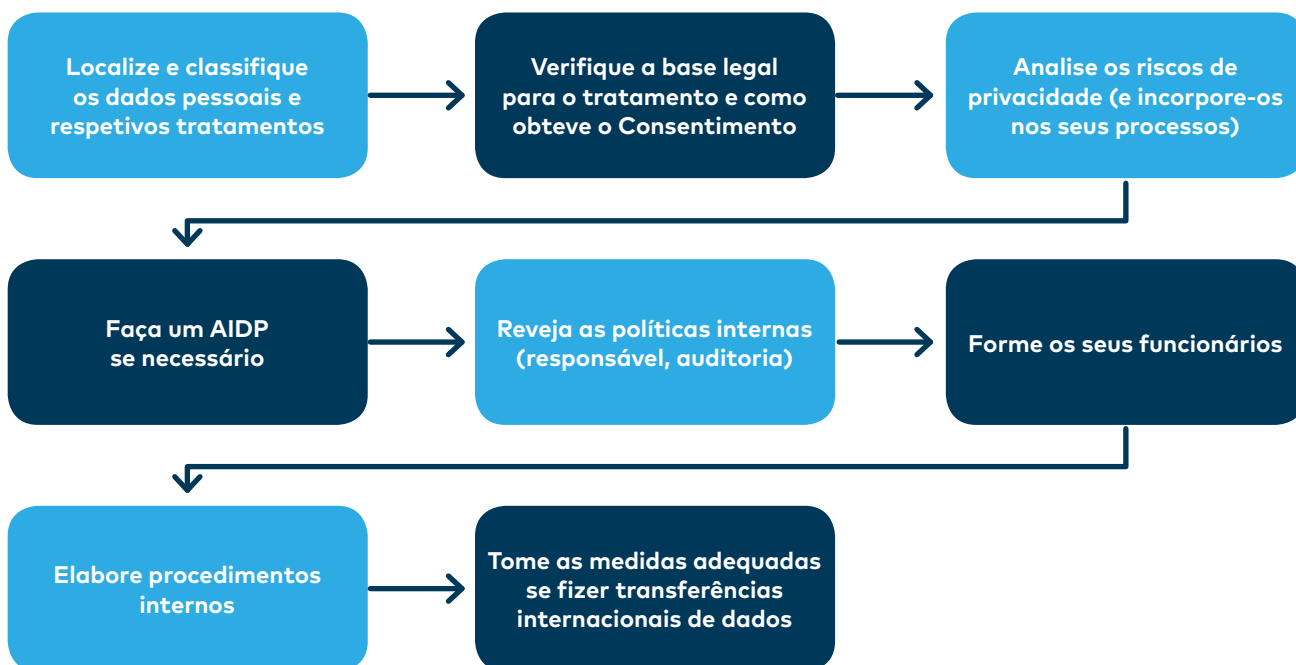 Localize e classifique
os dados pessoais e
respetivos tratamentos
Verifique a base legal
para o tratamento e como
obteve o Consentimento
Analise os riscos de
privacidade (e incorpore-os
nos seus processos)
Faça um AIDP
se necessário
Reveja as políticas internas
(responsável, auditoria)
Forme os seus funcionários
Elabore procedimentos
internos
Tome as medidas adequadas
se fizer transferências
internacionais de dados